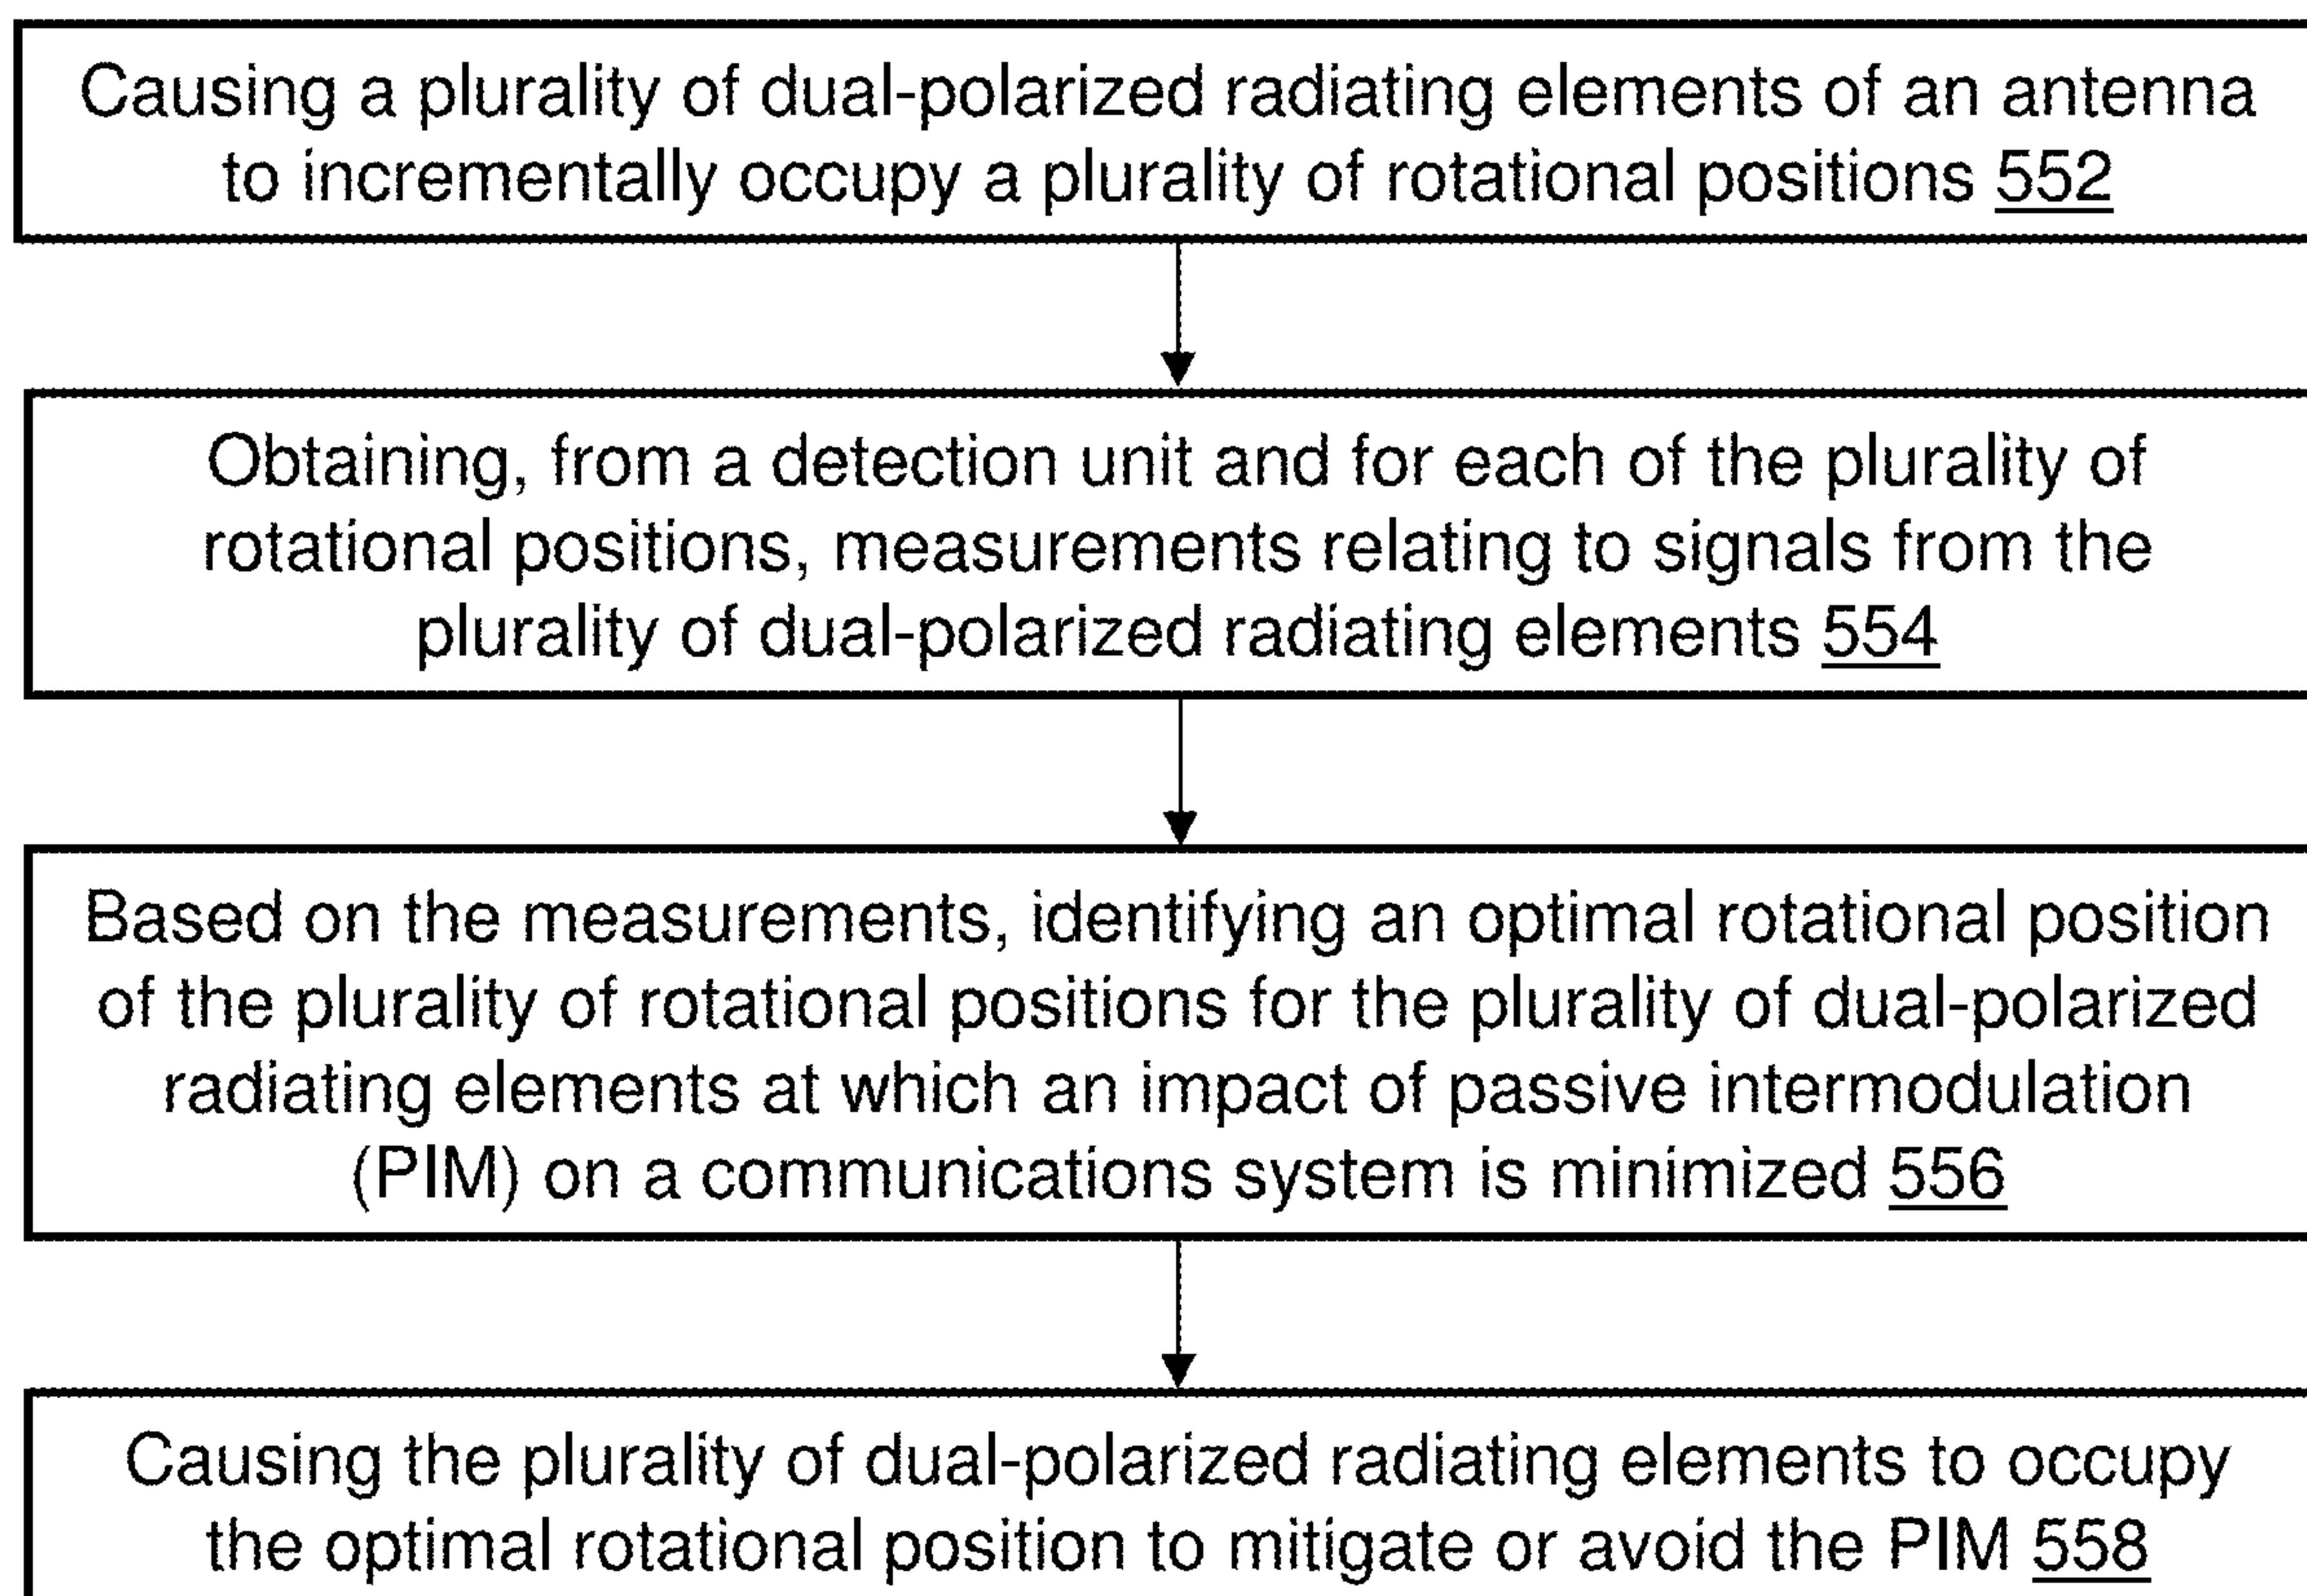 Causing a plurality of dual-polarized radiating elements of an antenna
to incrementally occupy a plurality of rotational positions 552
Obtaining, from a detection unit and for each of the plurality of
rotational positions, measurements relating to signals from the
plurality of dual-polarized radiating elements 554
Based on the measurements, identifying an optimal rotational position
of the plurality of rotational positions for the plurality of dual-polarized
radiating elements at which an impact of passive intermodulation
(PIM) on a communications system is minimized 556
Causing the plurality of dual-polarized radiating elements to occupy
the optimal rotational position to mitigate or avoid the PIM 558